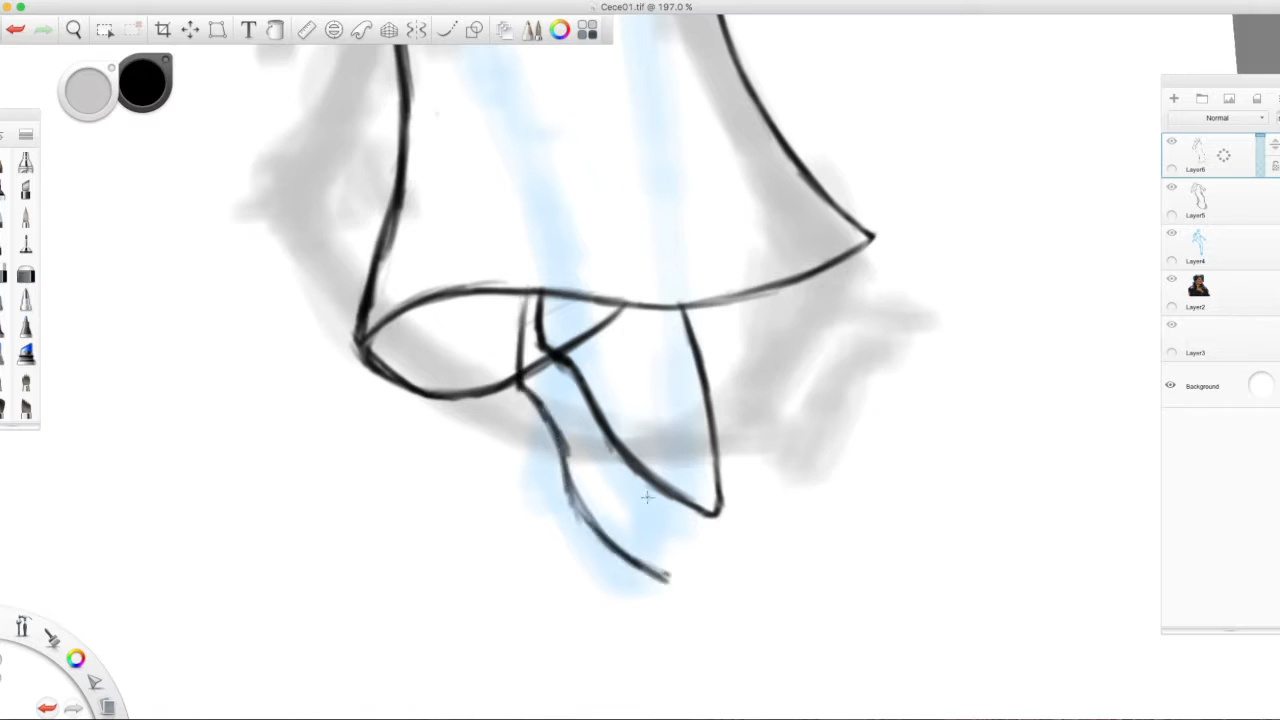 Cece01.tif @ 197.0 %
Normal
Layer6
Layer5
Layer4
Layer2
Layer3
Background